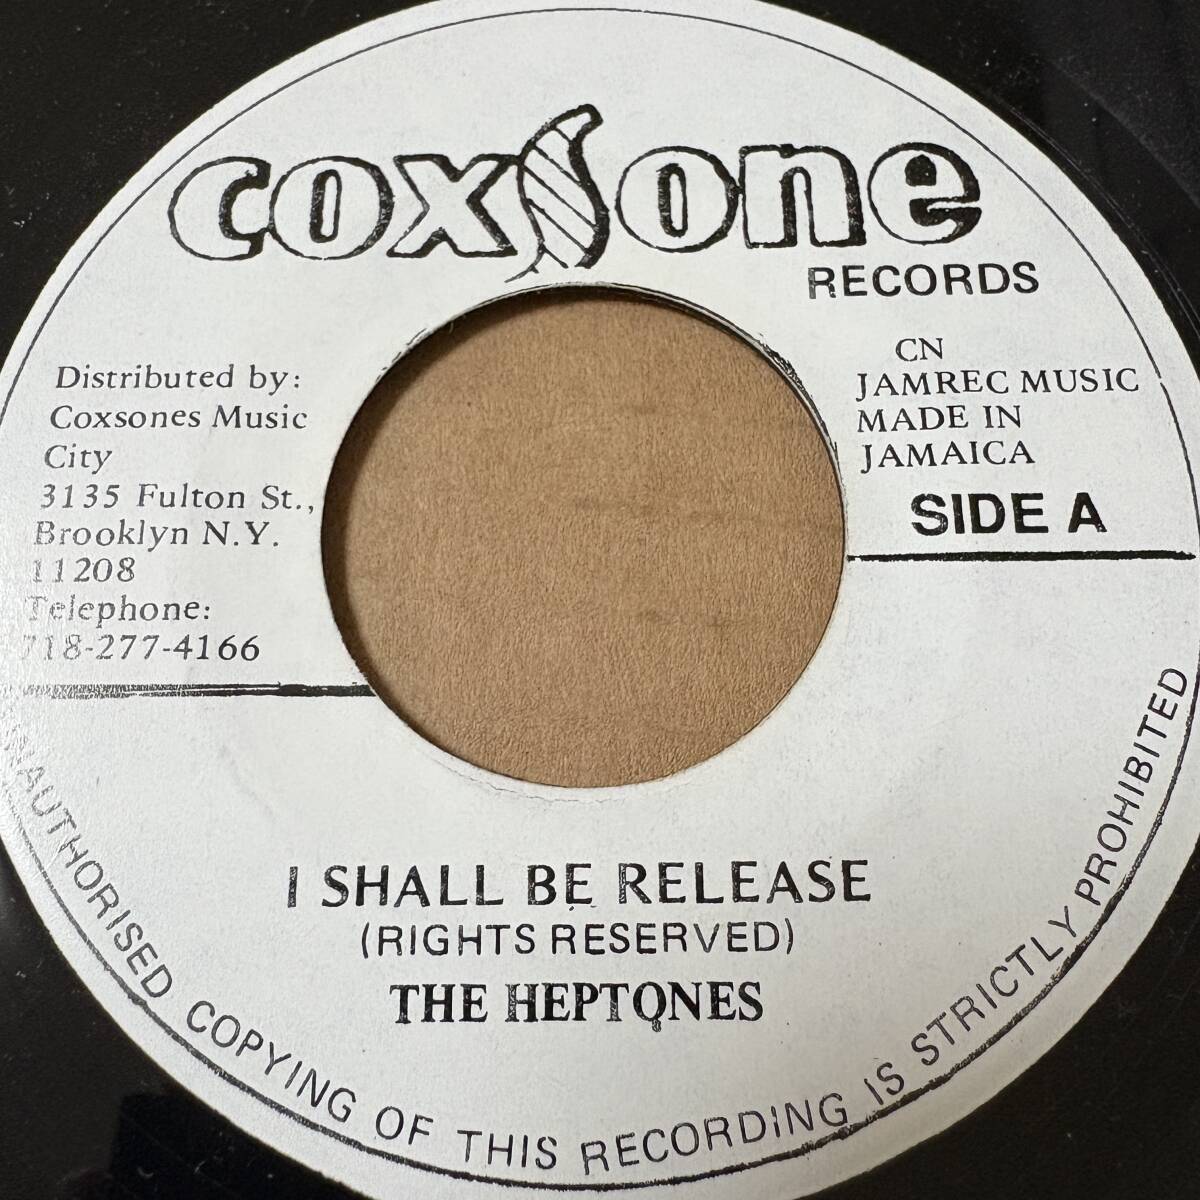 coxsone
RECORDS
Distributed by:
Coxsones Music
City
3135 Fulton St.,
Brooklyn N.Y.
11208
Telephone:
718-277-4166
CN
JAMREC MUSIC
MADE IN
JAMAICA
SIDE A
I SHALL BE RELEASE
(RIGHTS RESERVED)
THE HEPTONES
UNAUTHORISED COPYING OF THIS RECORDING IS STRICTLY PROHIBITED